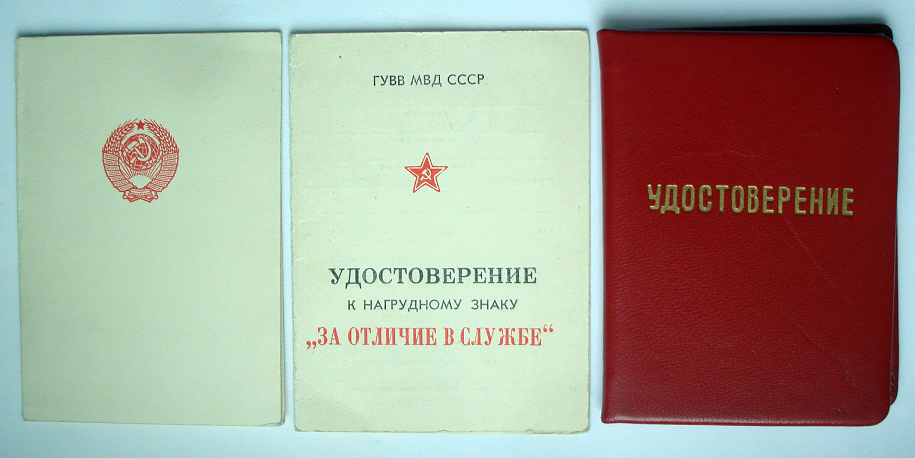 ГУВВ МВД СССР
УДОСТОВЕРЕНИЕ
К НАГРУДНОМУ ЗНАКУ
„ЗА ОТЛИЧИЕ В СЛУЖБЕ“
УДОСТОВЕРЕНИЕ